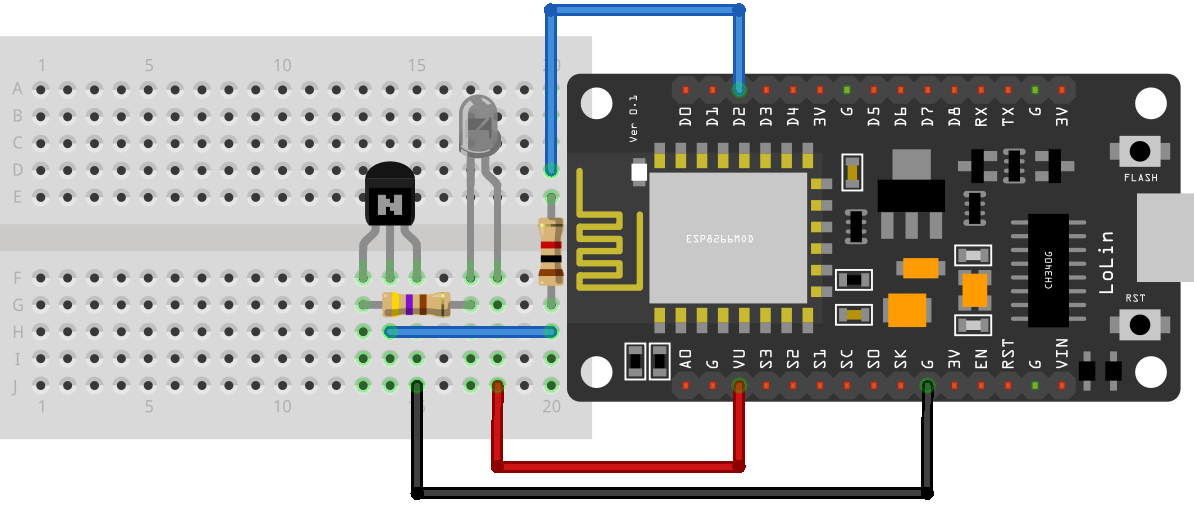 1 5 10 15 20
A
B
C
D
E
F
G
H
I
J
1 5 10 15 20
N
Ver 0.1
D0 D1 D2 D3 D4 3V G D5 D6 D7 D8 RX TX G 3V
FLASH
ESP8266MOD
CH340G
LoLin
RST
A0 G VU S3 S2 S1 SC S0 SK G 3V EN RST G VIN